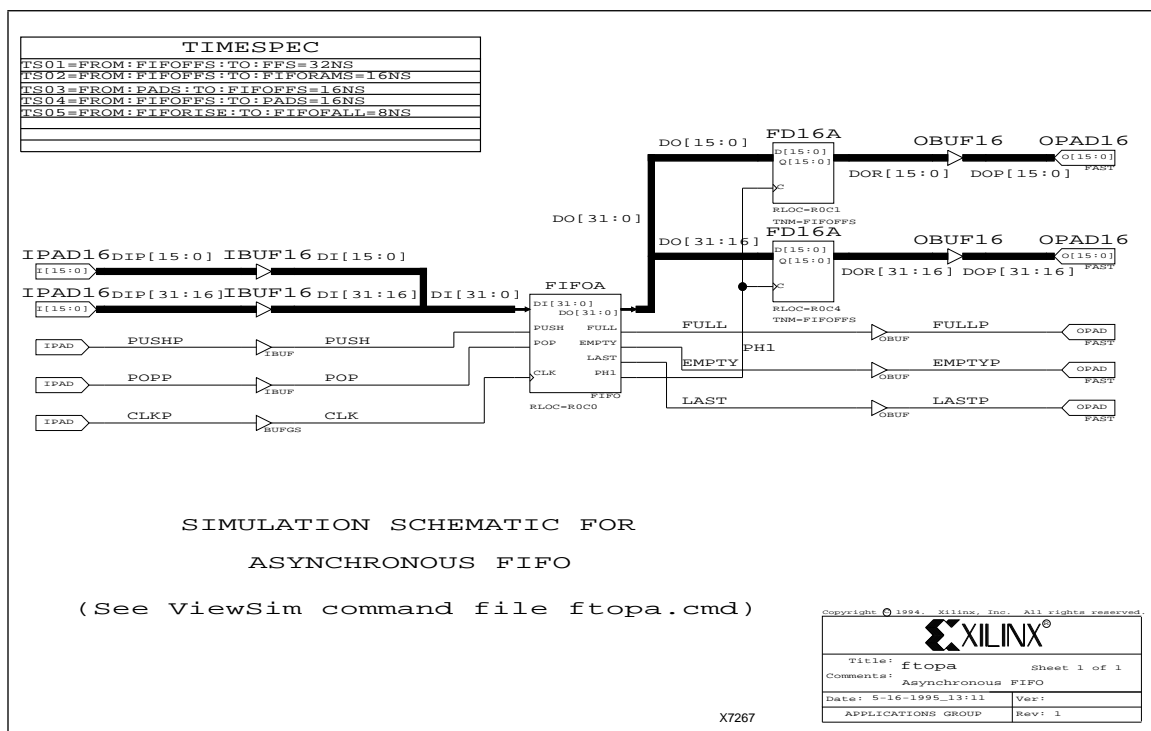 TIMESPEC
TS01=FROM:FIFOFFS:TO:FFS=32NS
TS02=FROM:FIFOFFS:TO:FIFORAMS=16NS
TS03=FROM:PADS:TO:FIFOFFS=16NS
TS04=FROM:FIFOFFS:TO:PADS=16NS
TS05=FROM:FIFORISE:TO:FIFOFALL=8NS
FD16A
OBUF16
OPAD16
DO[15:0]
D[15:0]
Q[15:0]
O[15:0]
FAST
DOR[15:0]
DOP[15:0]
C
RLOC=R0C1
TNM=FIFOFFS
DO[31:0]
FD16A
OBUF16
OPAD16
DO[31:16]
D[15:0]
Q[15:0]
O[15:0]
FAST
DOR[31:16]
DOP[31:16]
C
RLOC=R0C4
TNM=FIFOFFS
IPAD16 DIP[15:0] IBUF16 DI[15:0]
I[15:0]
IPAD16 DIP[31:16] IBUF16 DI[31:16] DI[31:0]
I[15:0]
FIFOA
DI[31:0]
DO[31:0]
PUSH FULL
POP EMPTY
LAST
CLK PH1
FIFO
RLOC=R0C0
IPAD PUSHP IBUF PUSH
IPAD POPP IBUF POP
IPAD CLKP BUFGS CLK
FULL OBUF FULLP OPAD
FAST
PH1
EMPTY OBUF EMPTYP OPAD
FAST
LAST OBUF LASTP OPAD
FAST
SIMULATION SCHEMATIC FOR
ASYNCHRONOUS FIFO
(See ViewSim command file ftopa.cmd)
Copyright © 1994. Xilinx, Inc. All rights reserved.
XILINX®
Title: ftopa Sheet 1 of 1
Comments: Asynchronous FIFO
Date: 5-16-1995_13:11 Ver:
APPLICATIONS GROUP Rev: 1
X7267